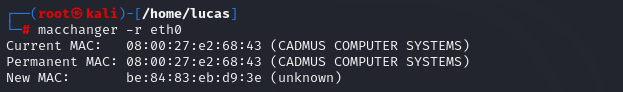 ┌──(root㉿kali)-[/home/lucas]
└─# macchanger -r eth0
Current MAC:   08:00:27:e2:68:43 (CADMUS COMPUTER SYSTEMS)
Permanent MAC: 08:00:27:e2:68:43 (CADMUS COMPUTER SYSTEMS)
New MAC:       be:84:83:eb:d9:3e (unknown)